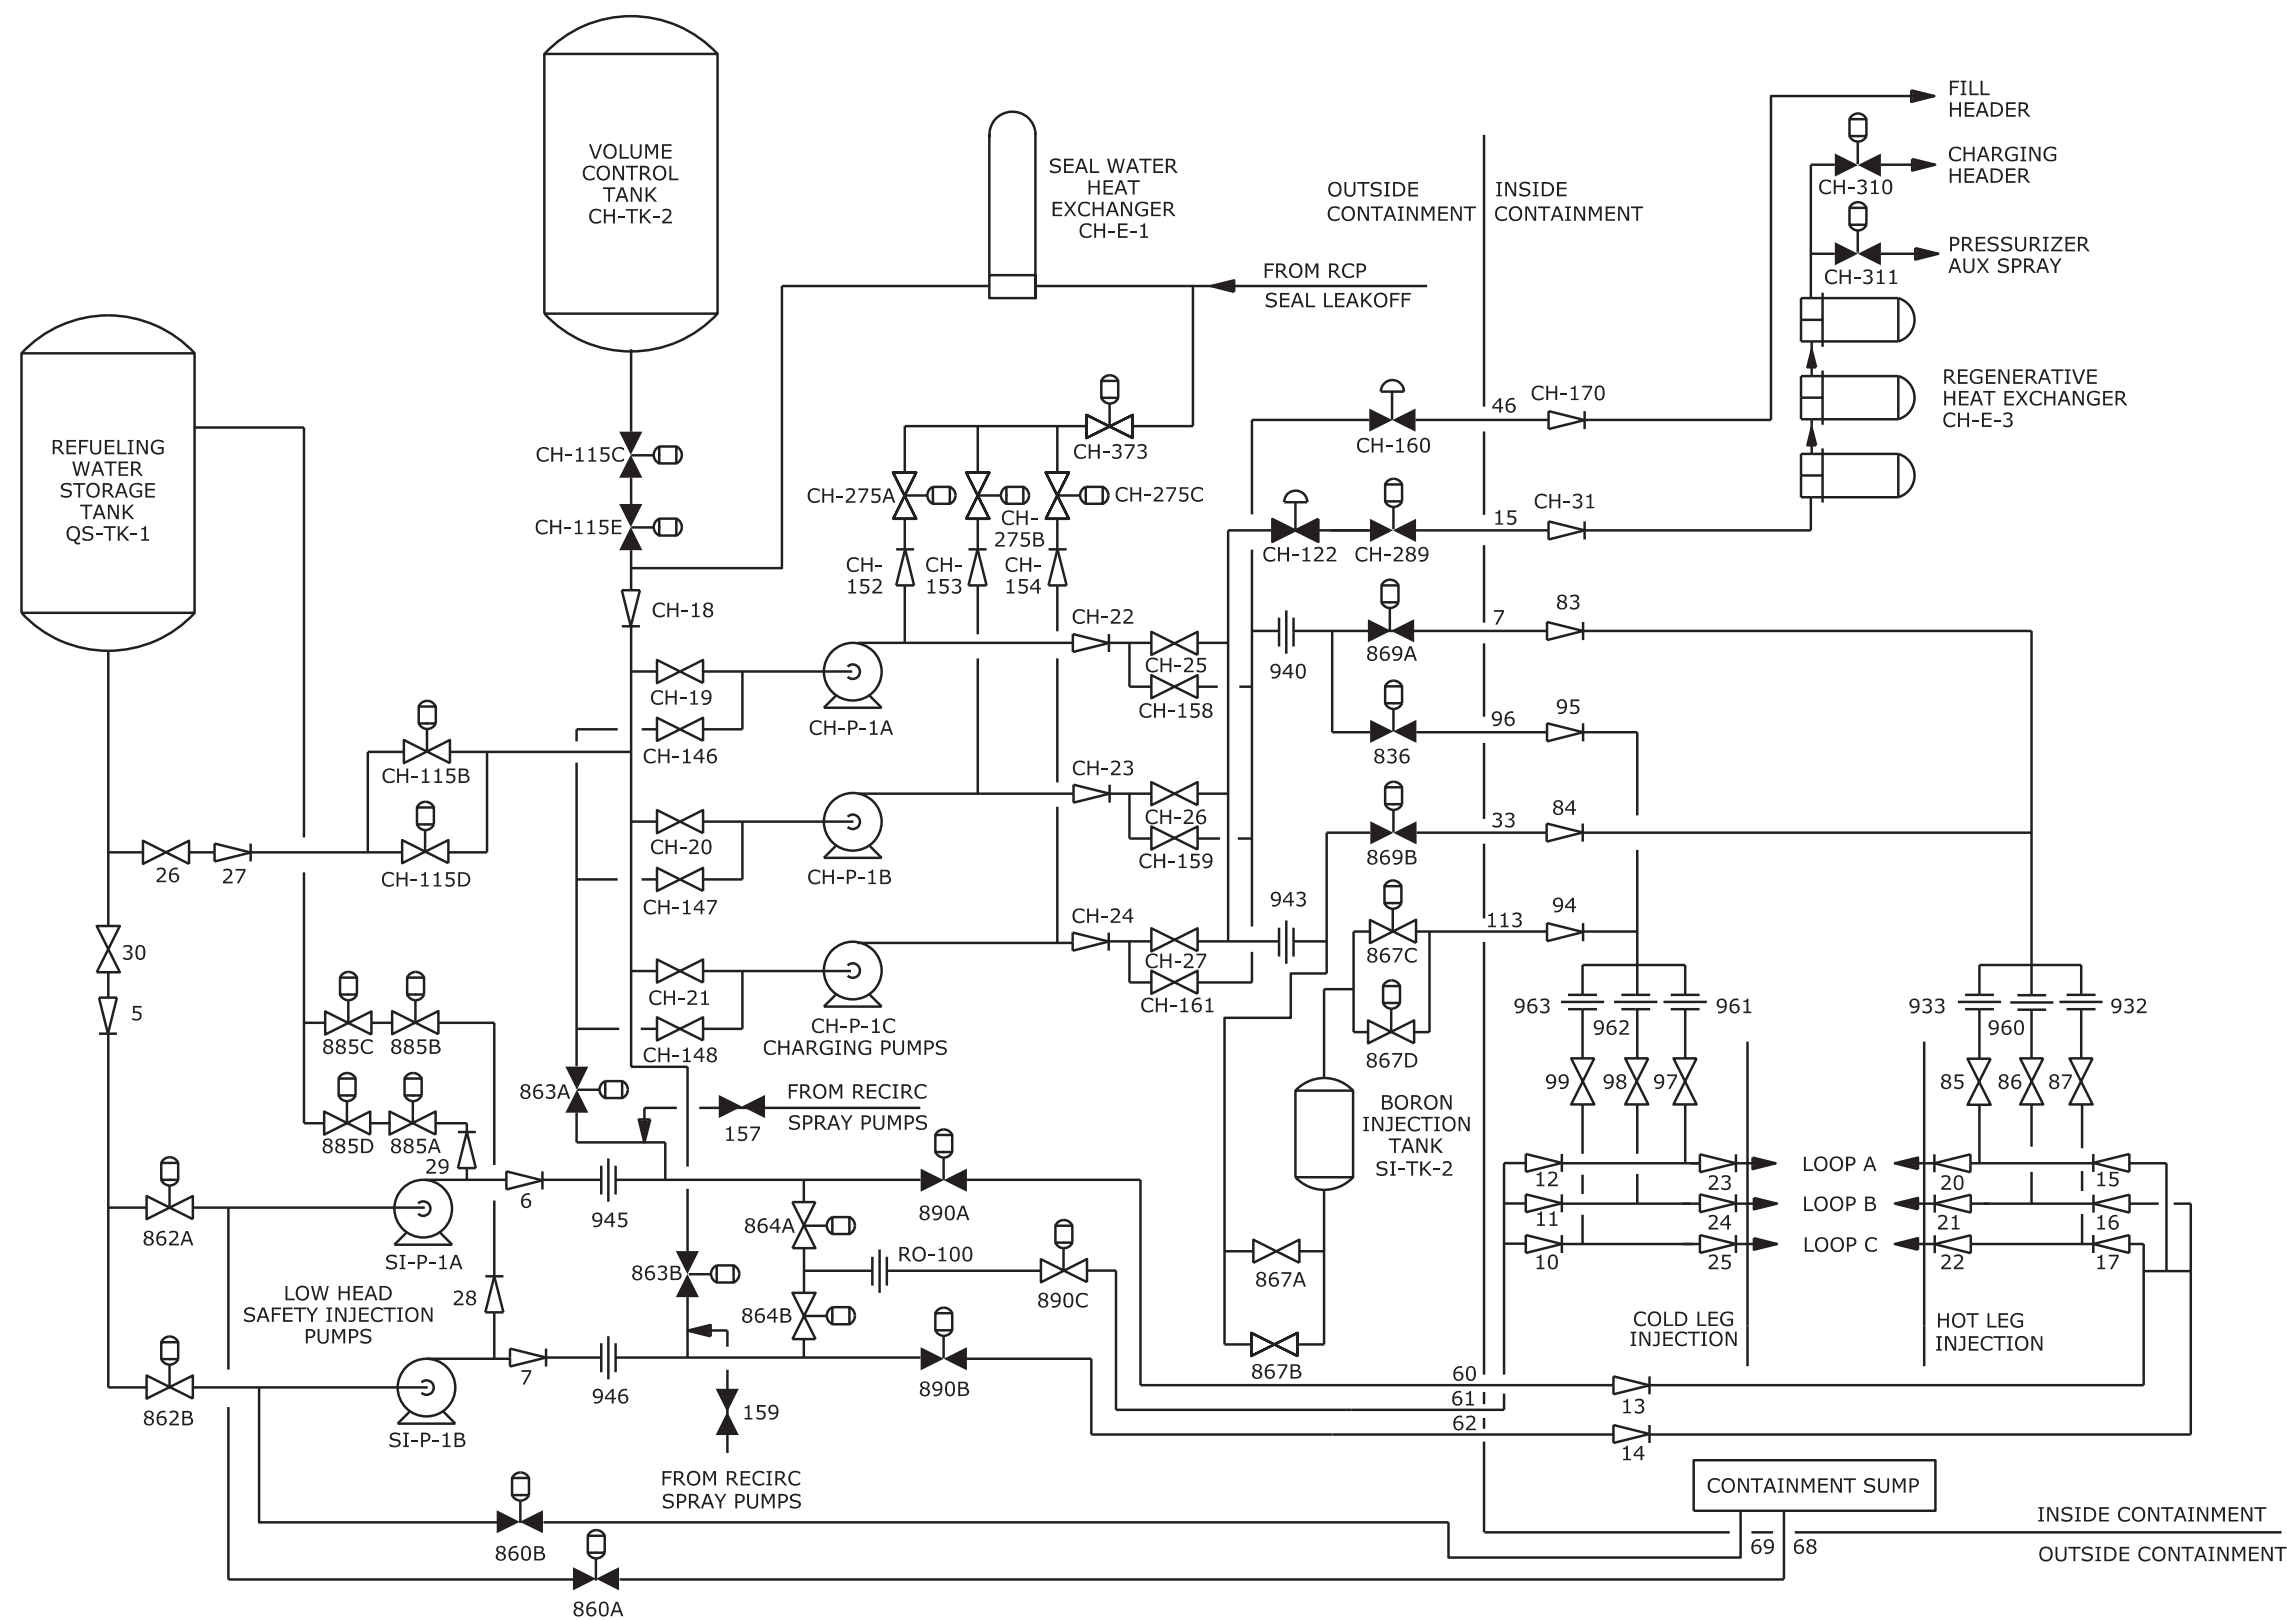 VOLUME
CONTROL
TANK
CH-TK-2
SEAL WATER
HEAT
EXCHANGER
CH-E-1
OUTSIDE
CONTAINMENT
INSIDE
CONTAINMENT
FILL
HEADER
CHARGING
HEADER
CH-310
PRESSURIZER
AUX SPRAY
CH-311
FROM RCP
SEAL LEAKOFF
REFUELING
WATER
STORAGE
TANK
QS-TK-1
REGENERATIVE
HEAT EXCHANGER
CH-E-3
CH-115C
CH-115E
CH-373
CH-275A
CH-
275B
CH-275C
CH-
152
CH-
153
CH-
154
CH-160
46
CH-170
CH-122
CH-289
15
CH-31
CH-18
CH-22
CH-25
CH-158
940
869A
7
83
CH-19
CH-146
CH-P-1A
836
96
95
CH-115B
CH-115D
26
27
CH-23
CH-26
CH-159
869B
33
84
CH-20
CH-147
CH-P-1B
CH-24
CH-27
CH-161
943
867C
113
94
867D
30
5
CH-21
CH-148
CH-P-1C
CHARGING PUMPS
885C
885B
885D
885A
29
863A
FROM RECIRC
SPRAY PUMPS
157
BORON
INJECTION
TANK
SI-TK-2
963
962
961
933
960
932
99
98
97
85
86
87
12
23
LOOP A
20
15
11
24
LOOP B
21
16
10
25
LOOP C
22
17
COLD LEG
INJECTION
HOT LEG
INJECTION
862A
SI-P-1A
6
945
864A
890A
LOW HEAD
SAFETY INJECTION
PUMPS
28
863B
864B
RO-100
890C
867A
867B
862B
SI-P-1B
7
946
890B
159
FROM RECIRC
SPRAY PUMPS
60
61
62
13
14
CONTAINMENT SUMP
69
68
INSIDE CONTAINMENT
OUTSIDE CONTAINMENT
860B
860A